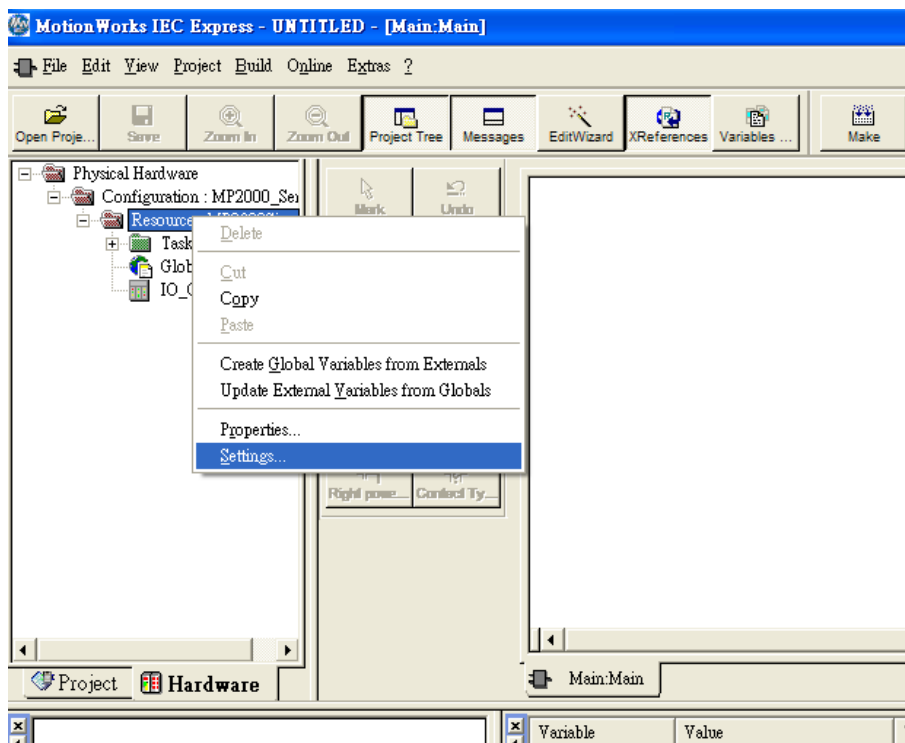 MotionWorks IEC Express - UNTITLED - [Main:Main]
File Edit View Project Build Online Extras ?
Open Proje... Save Zoom In Zoom Out Project Tree Messages EditWizard XReferences Variables ... Make
Physical Hardware
Configuration : MP2000_Ser
Resource
Task
Glob
IO_
Mark Undo
Delete
Cut
Copy
Paste
Create Global Variables from Externals
Update External Variables from Globals
Properties...
Settings...
Right powe... Contact Ty...
Project Hardware
Main:Main
Variable Value